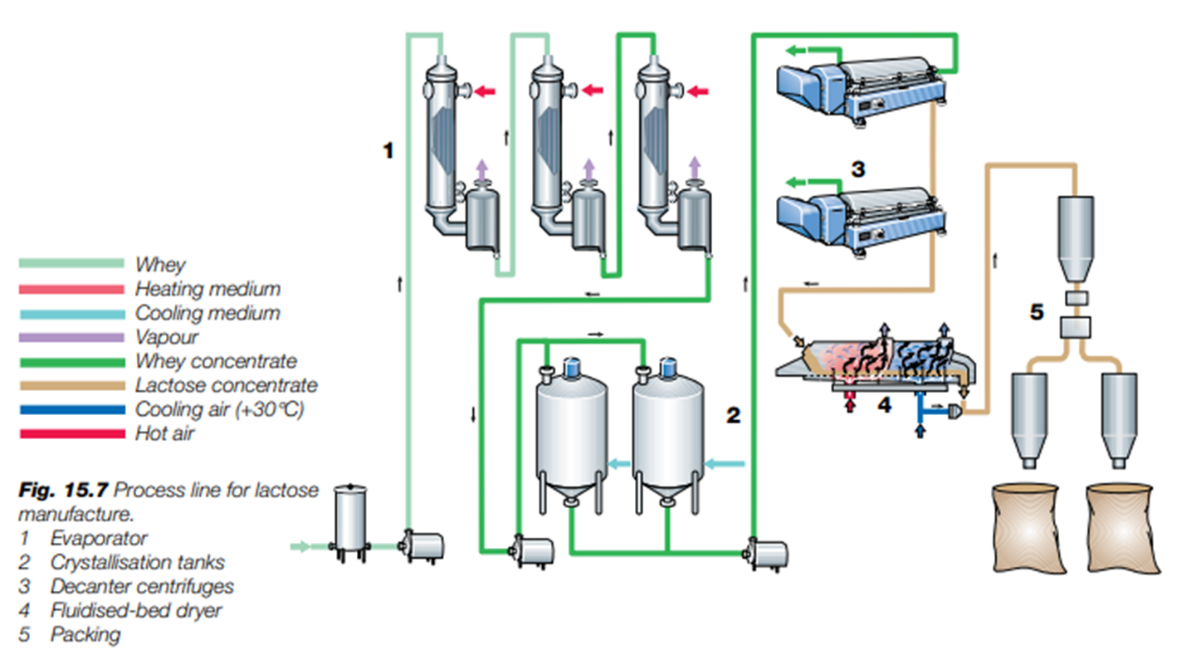 1
3
5
4
2
Whey
Heating medium
Cooling medium
Vapour
Whey concentrate
Lactose concentrate
Cooling air (+30°C)
Hot air
Fig. 15.7 Process line for lactose
manufacture.
1 Evaporator
2 Crystallisation tanks
3 Decanter centrifuges
4 Fluidised-bed dryer
5 Packing